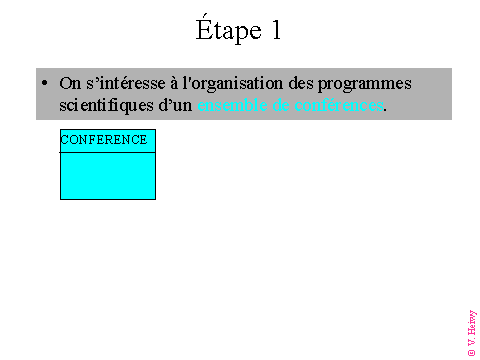 Étape 1
• On s’intéresse à l'organisation des programmes
scientifiques d’un ensemble de conférences.
CONFERENCE
© V. Heiwy